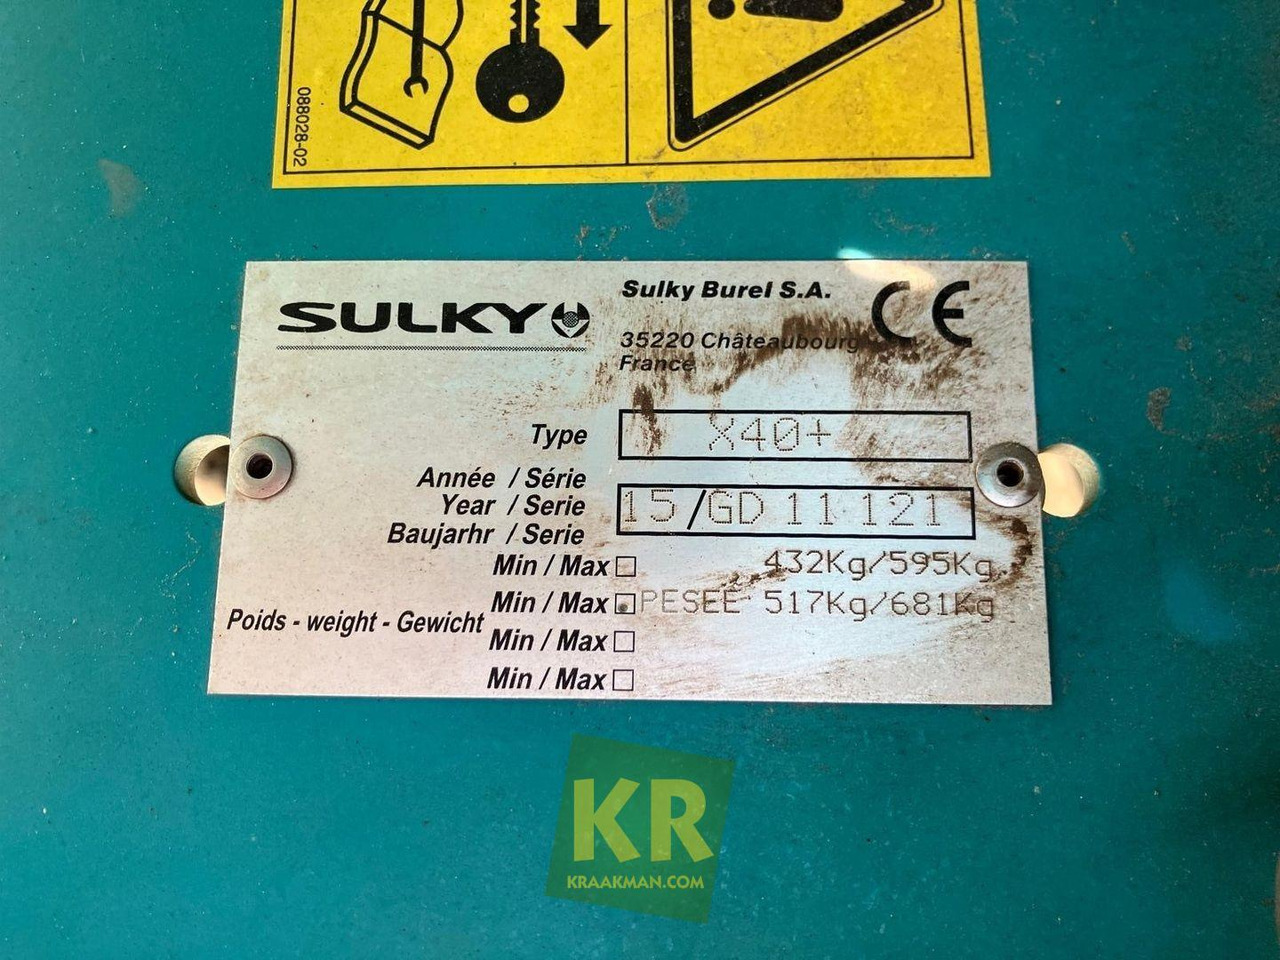 088028-02
SULKY
Sulky Burel S.A.
35220 Châteaubourg
France
CE
Type X40+
Année / Série
Year / Serie 15/GD 11 121
Baujarhr / Serie
Min / Max 432Kg/595Kg
Min / Max PESEE 517Kg/681Kg
Poids - weight - Gewicht
Min / Max
Min / Max
KR
KRAAKMAN.COM